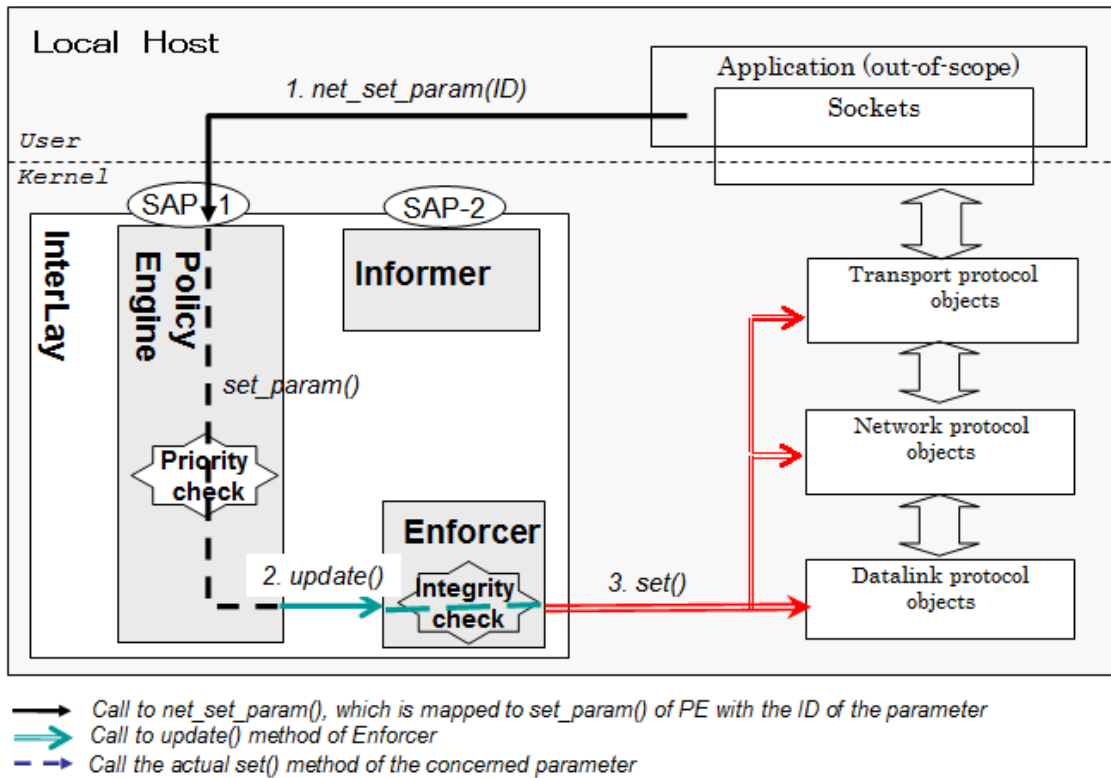 Local Host
Application (out-of-scope)
1. net_set_param(ID)
Sockets
User
Kernel
SAP-1
SAP-2
InterLay
Policy
Engine
Informer
Transport protocol
objects
set_param()
Network protocol
objects
Priority
check
Enforcer
2. update()
Integrity
check
3. set()
Datalink protocol
objects
Call to net_set_param(), which is mapped to set_param() of PE with the ID of the parameter
Call to update() method of Enforcer
Call the actual set() method of the concerned parameter